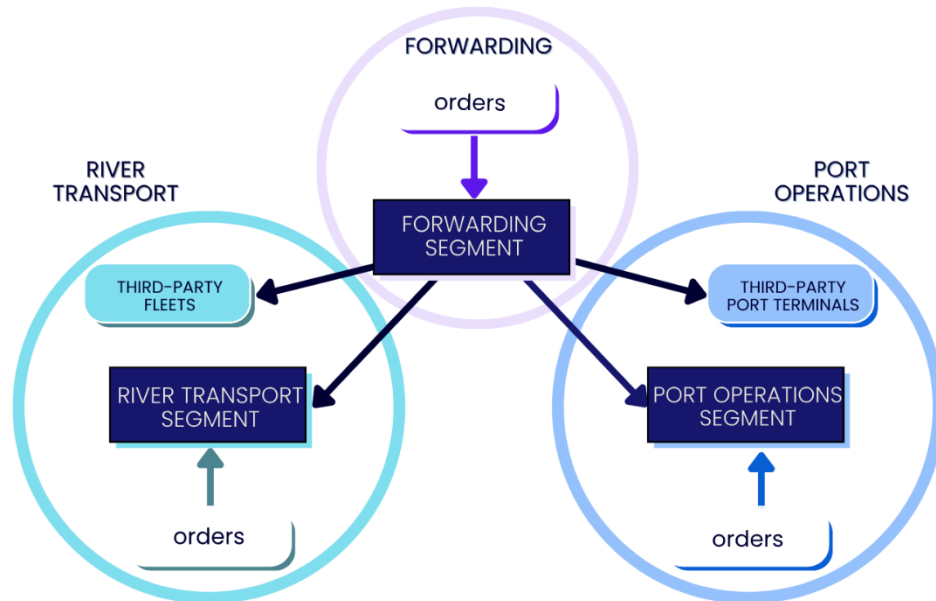 FORWARDING
orders
FORWARDING
SEGMENT
RIVER
TRANSPORT
THIRD-PARTY
FLEETS
RIVER TRANSPORT
SEGMENT
orders
PORT
OPERATIONS
THIRD-PARTY
PORT TERMINALS
PORT OPERATIONS
SEGMENT
orders